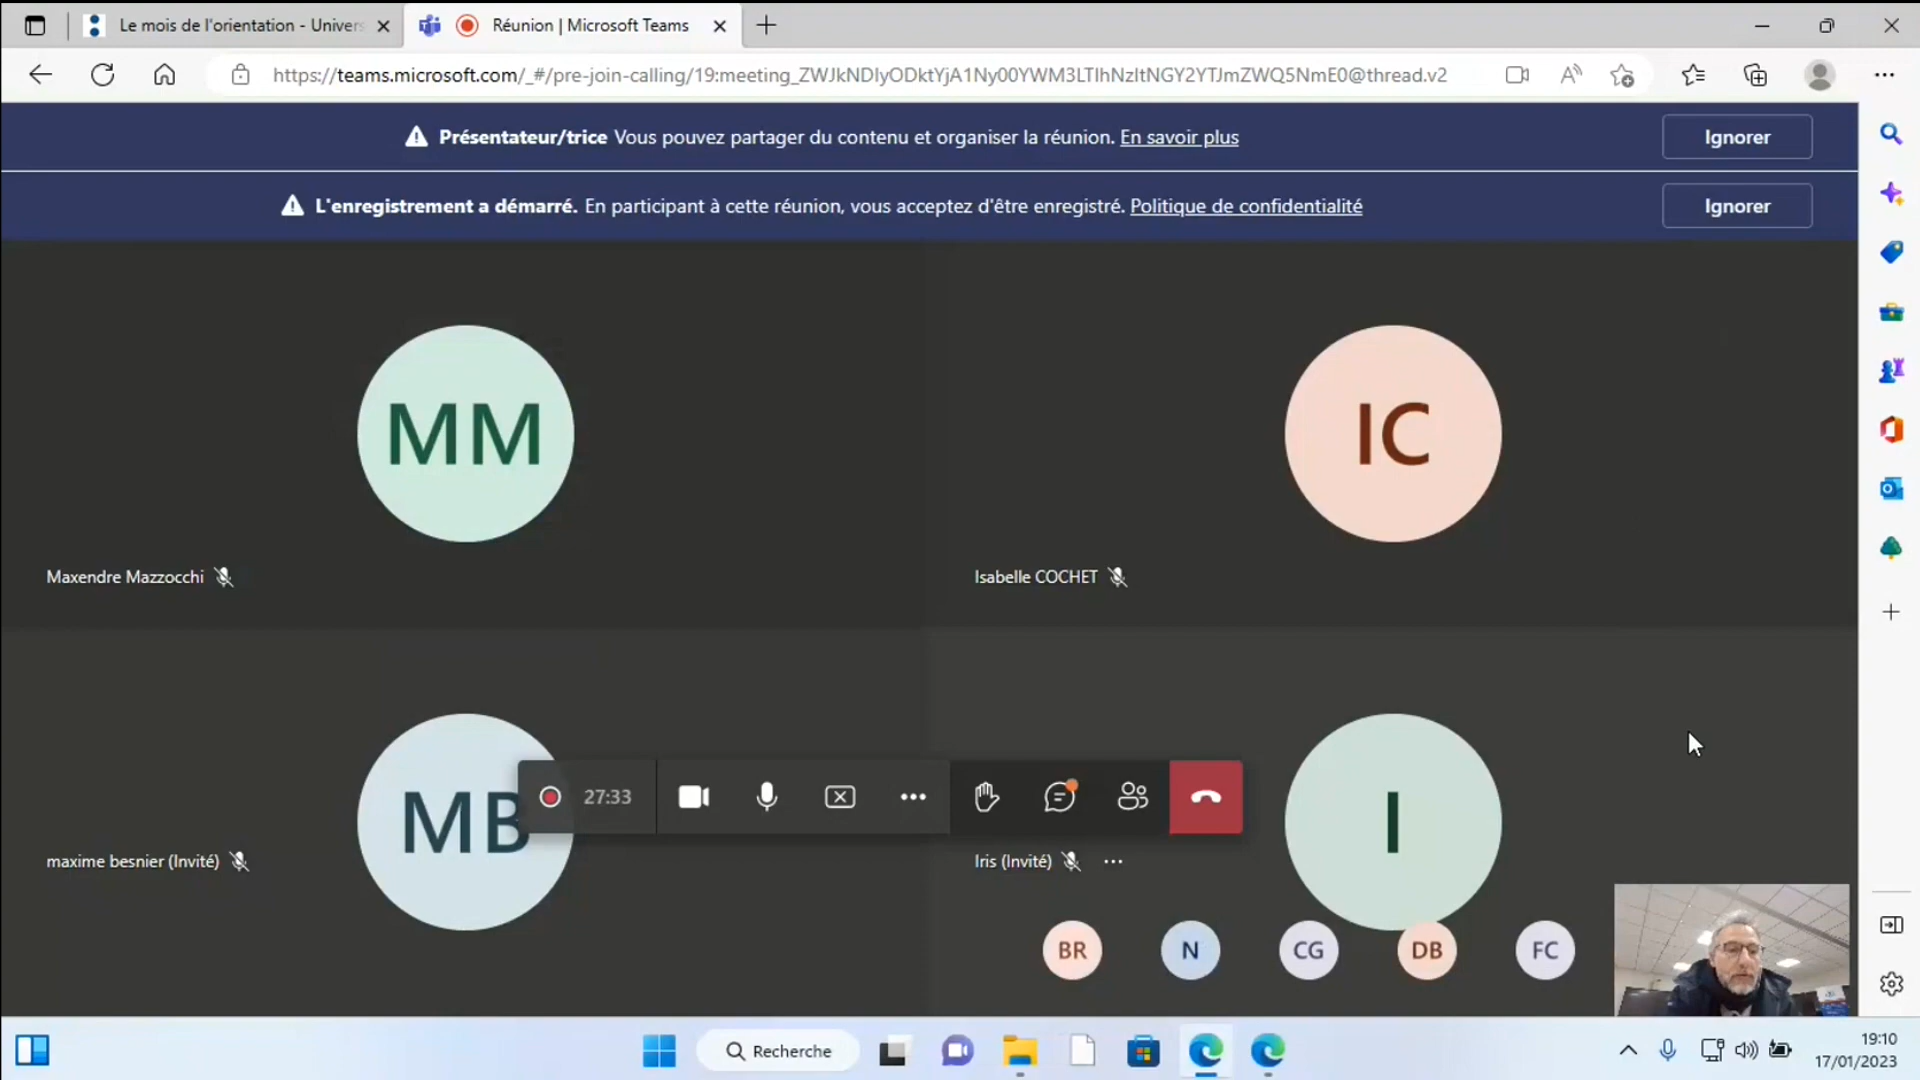 Le mois de l'orientation - Univers
Réunion | Microsoft Teams
https://teams.microsoft.com/_#/pre-join-calling/19:meeting_ZWJkNDIyODktYjA1Ny00YWM3LTlhNzItNGY2YTJmZWQ5NmE0@thread.v2
Présentateur/trice Vous pouvez partager du contenu et organiser la réunion. En savoir plus
Ignorer
L'enregistrement a démarré. En participant à cette réunion, vous acceptez d'être enregistré. Politique de confidentialité
Ignorer
MM
IC
Maxendre Mazzocchi
Isabelle COCHET
MB
27:33
I
maxime besnier (Invité)
Iris (Invité)
BR
N
CG
DB
FC
Recherche
19:10
17/01/2023